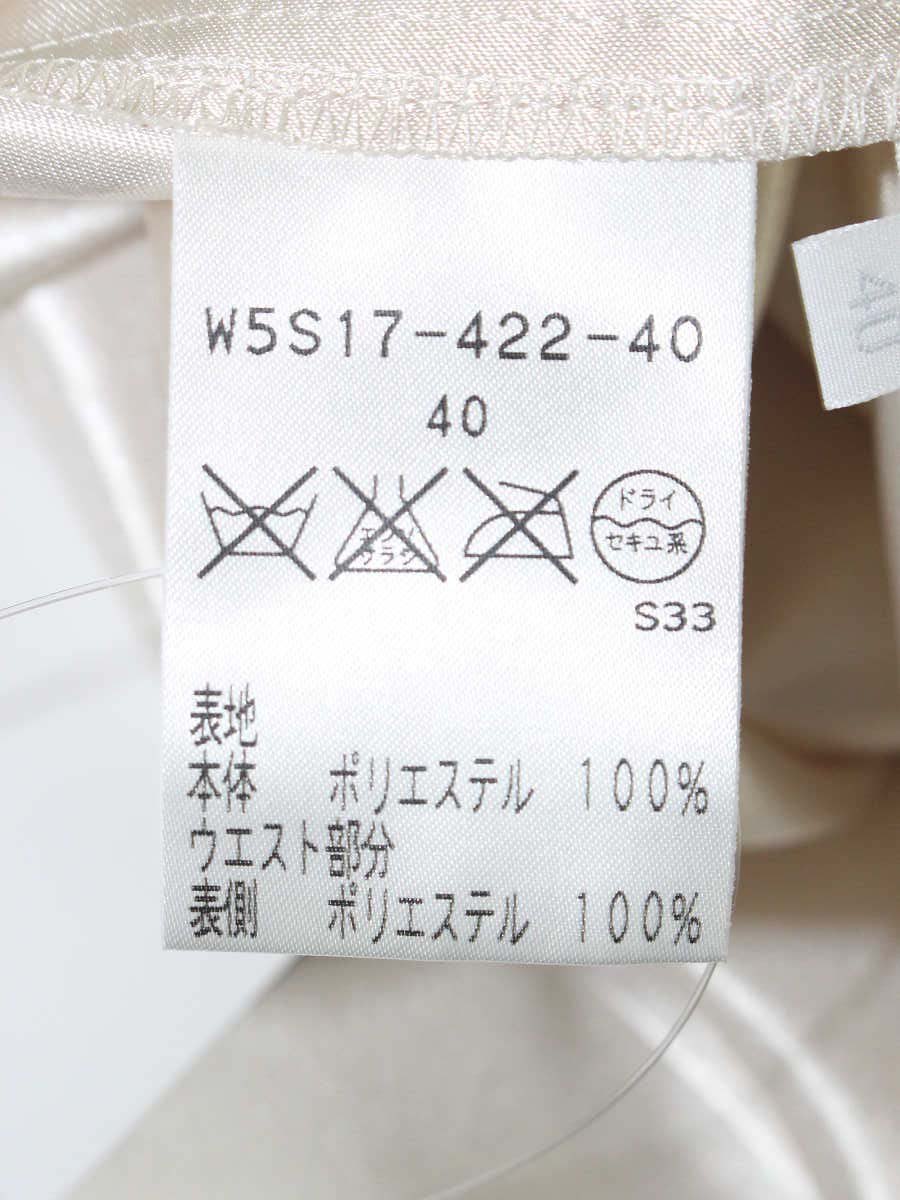 W5S17-422-40
40
エンソ
サラシ
ドライ
セキユ系
S33
表地
本体 ポリエステル 100%
ウエスト部分
表側 ポリエステル 100%
40